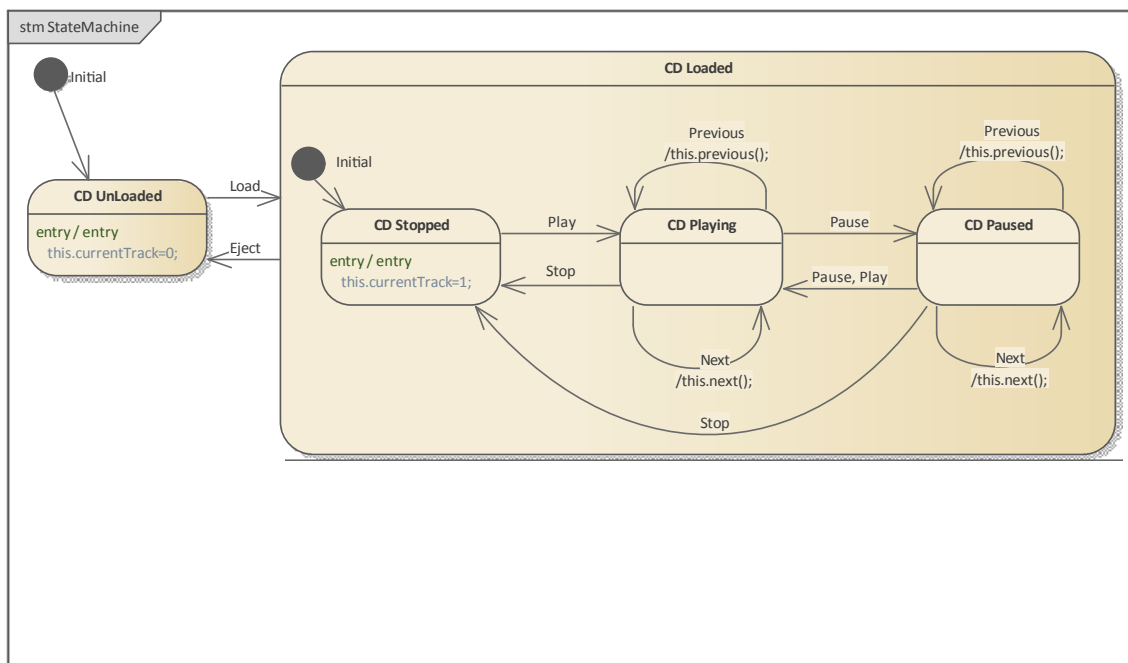 stm StateMachine
Initial
CD Loaded
Previous
/this.previous();
Previous
/this.previous();
Initial
CD UnLoaded
entry / entry
this.currentTrack=0;
Load
Eject
CD Stopped
entry / entry
this.currentTrack=1;
Play
Stop
CD Playing
Pause
Pause, Play
CD Paused
Next
/this.next();
Next
/this.next();
Stop